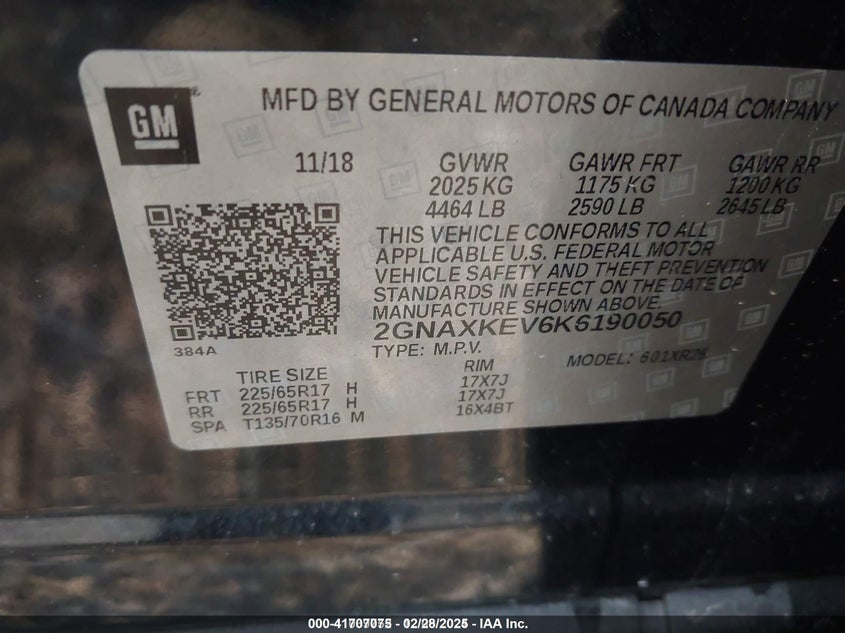 GM ®
MFD BY GENERAL MOTORS OF CANADA COMPANY
11/18 GVWR GAWR FRT GAWR RR
2025 KG 1175 KG 1200 KG
4464 LB 2590 LB 2645 LB
THIS VEHICLE CONFORMS TO ALL
APPLICABLE U.S. FEDERAL MOTOR
VEHICLE SAFETY AND THEFT PREVENTION
STANDARDS IN EFFECT ON THE DATE OF
MANUFACTURE SHOWN ABOVE.
2GNAXKEV6K6190050
384A
TYPE: M.P.V. MODEL: 601XR26
TIRE SIZE RIM
FRT 225/65R17 H 17X7J
RR 225/65R17 H 17X7J
SPA T135/70R16 M 16X4BT
02/28/2025 - IAA Inc.